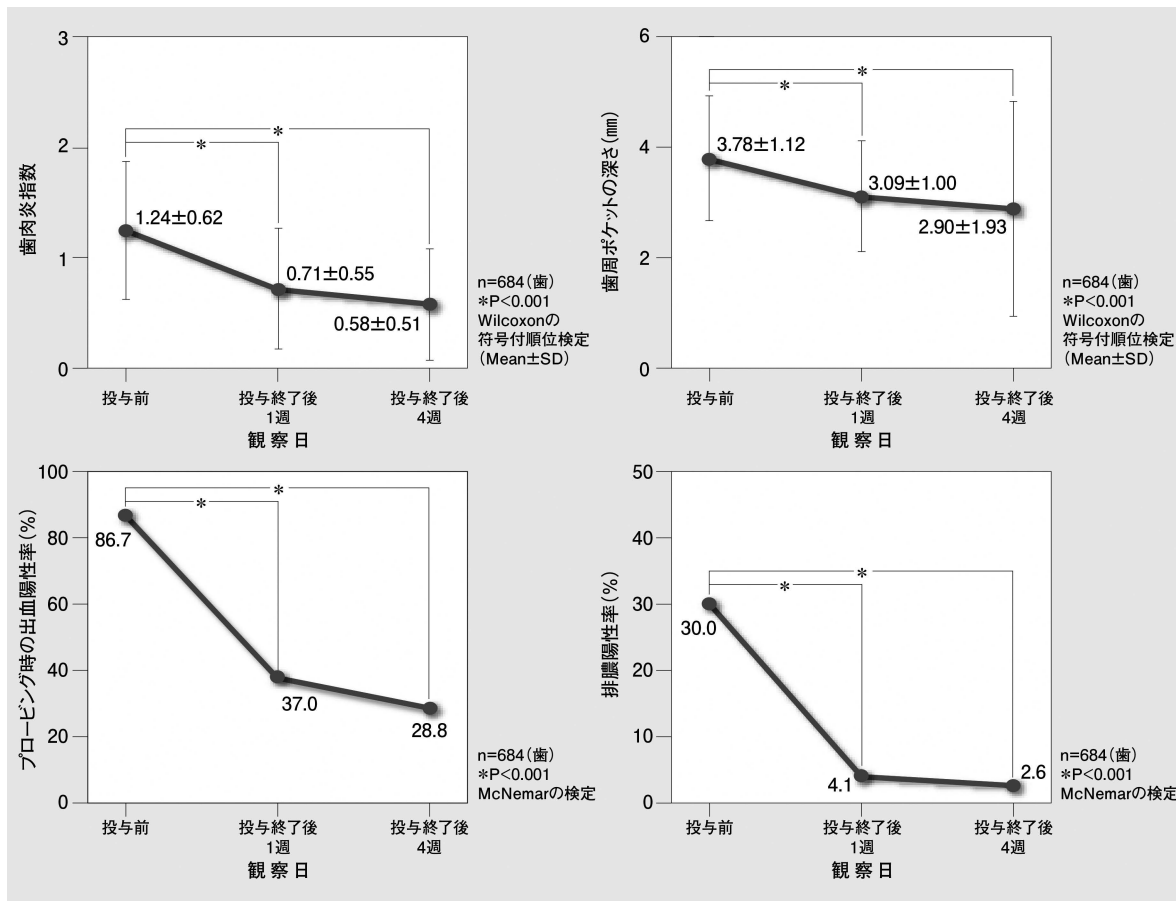 歯肉炎指数
3
2
1
0
*
*
1.24±0.62
0.71±0.55
0.58±0.51
投与前
投与終了後
1週
投与終了後
4週
観察日
n=684(歯)
*P<0.001
Wilcoxonの
符号付順位検定
(Mean±SD)
歯周ポケットの深さ(㎜)
6
4
2
0
*
*
3.78±1.12
3.09±1.00
2.90±1.93
投与前
投与終了後
1週
投与終了後
4週
観察日
n=684(歯)
*P<0.001
Wilcoxonの
符号付順位検定
(Mean±SD)
プロービング時の出血陽性率(%)
100
80
60
40
20
0
*
*
86.7
37.0
28.8
投与前
投与終了後
1週
投与終了後
4週
観察日
n=684(歯)
*P<0.001
McNemarの検定
排膿陽性率(%)
50
40
30
20
10
0
*
*
30.0
4.1
2.6
投与前
投与終了後
1週
投与終了後
4週
観察日
n=684(歯)
*P<0.001
McNemarの検定